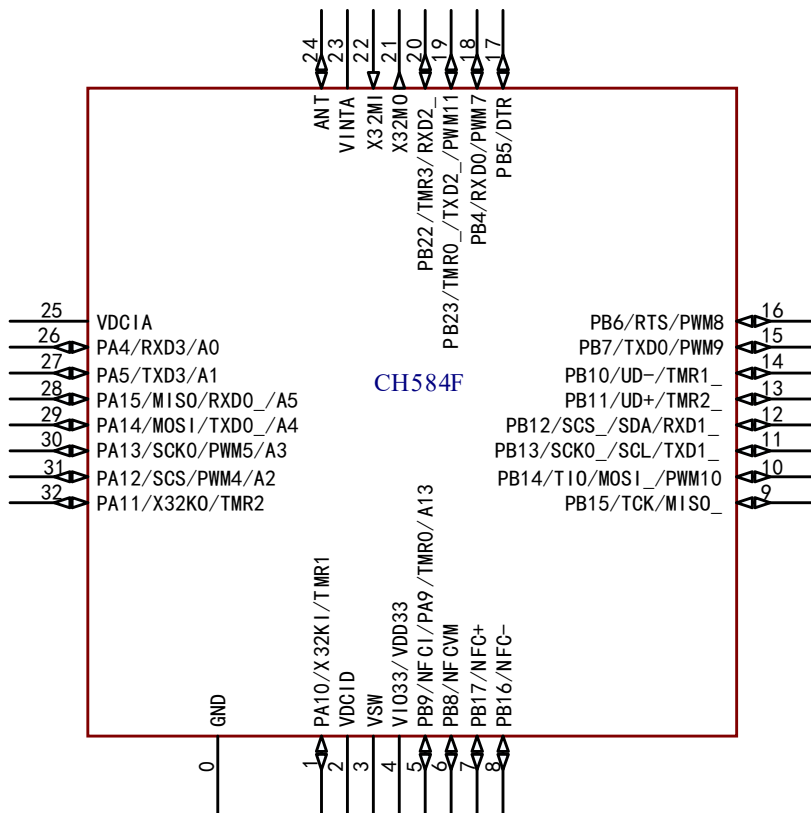 24
23
22
21
20
19
18
17
ANT
VINTA
X32MI
X32MO
PB22/TMR3/RXD2_
PB23/TMR0_/TXD2_/PWM11
PB4/RXD0/PWM7
PB5/DTR
25 VDCIA
26 PA4/RXD3/A0
27 PA5/TXD3/A1
28 PA15/MISO/RXD0_/A5
29 PA14/MOSI/TXD0_/A4
30 PA13/SCK0/PWM5/A3
31 PA12/SCS/PWM4/A2
32 PA11/X32KO/TMR2
CH584F
PB6/RTS/PWM8 16
PB7/TXD0/PWM9 15
PB10/UD-/TMR1_ 14
PB11/UD+/TMR2_ 13
PB12/SCS_/SDA/RXD1_ 12
PB13/SCK0_/SCL/TXD1_ 11
PB14/TIO/MOSI_/PWM10 10
PB15/TCK/MISO_ 9
GND
PA10/X32KI/TMR1
VDCID
VSW
VIO33/VDD33
PB9/NFCI/PA9/TMR0/A13
PB8/NFCVM
PB17/NFC+
PB16/NFC-
0
1
2
3
4
5
6
7
8